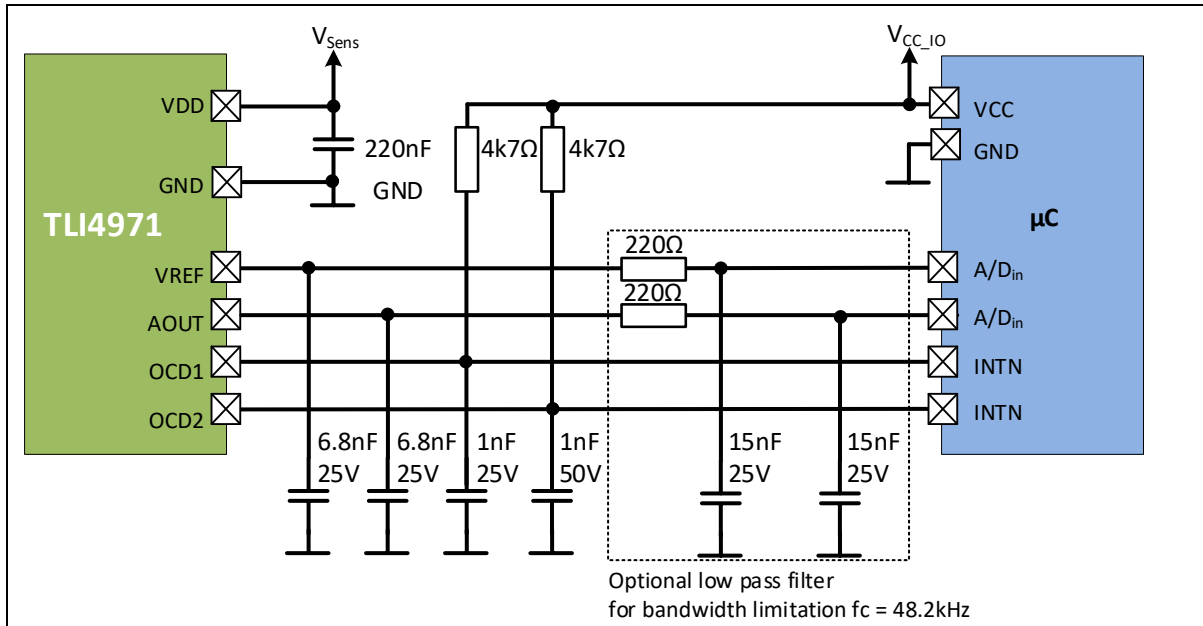 V_Sens
V_CC_IO
VDD
220nF
4k7Ω
4k7Ω
VCC
GND
GND
GND
TLI4971
µC
VREF
220Ω
A/D_in
AOUT
220Ω
A/D_in
OCD1
INTN
OCD2
INTN
6.8nF
25V
6.8nF
25V
1nF
25V
1nF
50V
15nF
25V
15nF
25V
Optional low pass filter
for bandwidth limitation fc = 48.2kHz